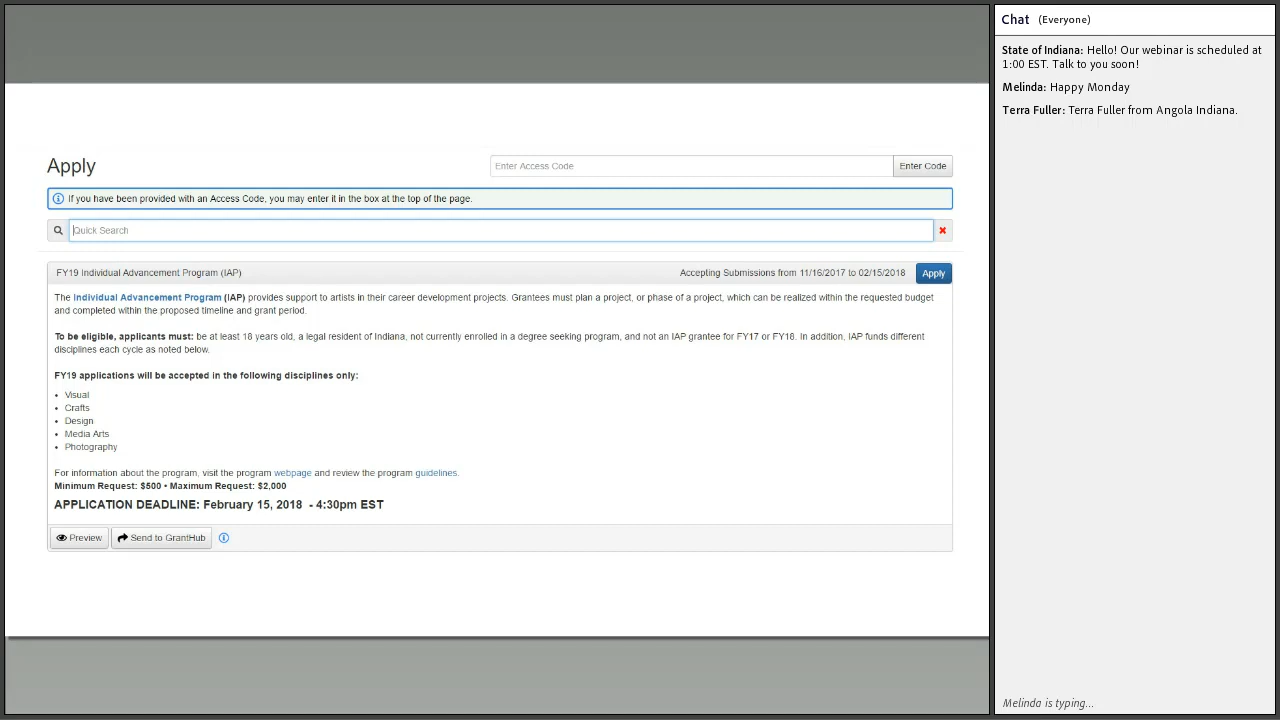 Apply
Enter Access Code
Enter Code
If you have been provided with an Access Code, you may enter it in the box at the top of the page.
Quick Search
FY19 Individual Advancement Program (IAP)
Accepting Submissions from 11/16/2017 to 02/15/2018
Apply
The Individual Advancement Program (IAP) provides support to artists in their career development projects. Grantees must plan a project, or phase of a project, which can be realized within the requested budget
and completed within the proposed timeline and grant period.
To be eligible, applicants must: be at least 18 years old, a legal resident of Indiana, not currently enrolled in a degree seeking program, and not an IAP grantee for FY17 or FY18. In addition, IAP funds different
disciplines each cycle as noted below.
FY19 applications will be accepted in the following disciplines only:
• Visual
• Crafts
• Design
• Media Arts
• Photography
For information about the program, visit the program webpage and review the program guidelines.
Minimum Request: $500 • Maximum Request: $2,000
APPLICATION DEADLINE: February 15, 2018 - 4:30pm EST
Preview
Send to GrantHub
Chat (Everyone)
State of Indiana: Hello! Our webinar is scheduled at
1:00 EST. Talk to you soon!
Melinda: Happy Monday
Terra Fuller: Terra Fuller from Angola Indiana.
Melinda is typing...